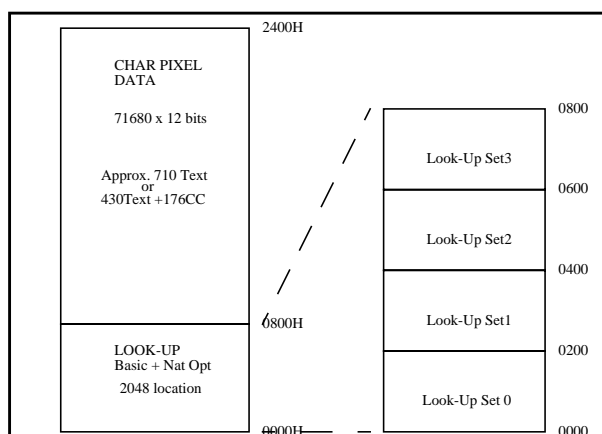 2400H
CHAR PIXEL
DATA
71680 x 12 bits
Approx. 710 Text
or
430Text +176CC
0800H
LOOK-UP
Basic + Nat Opt
2048 location
0000H
0800
Look-Up Set3
0600
Look-Up Set2
0400
Look-Up Set1
0200
Look-Up Set 0
0000